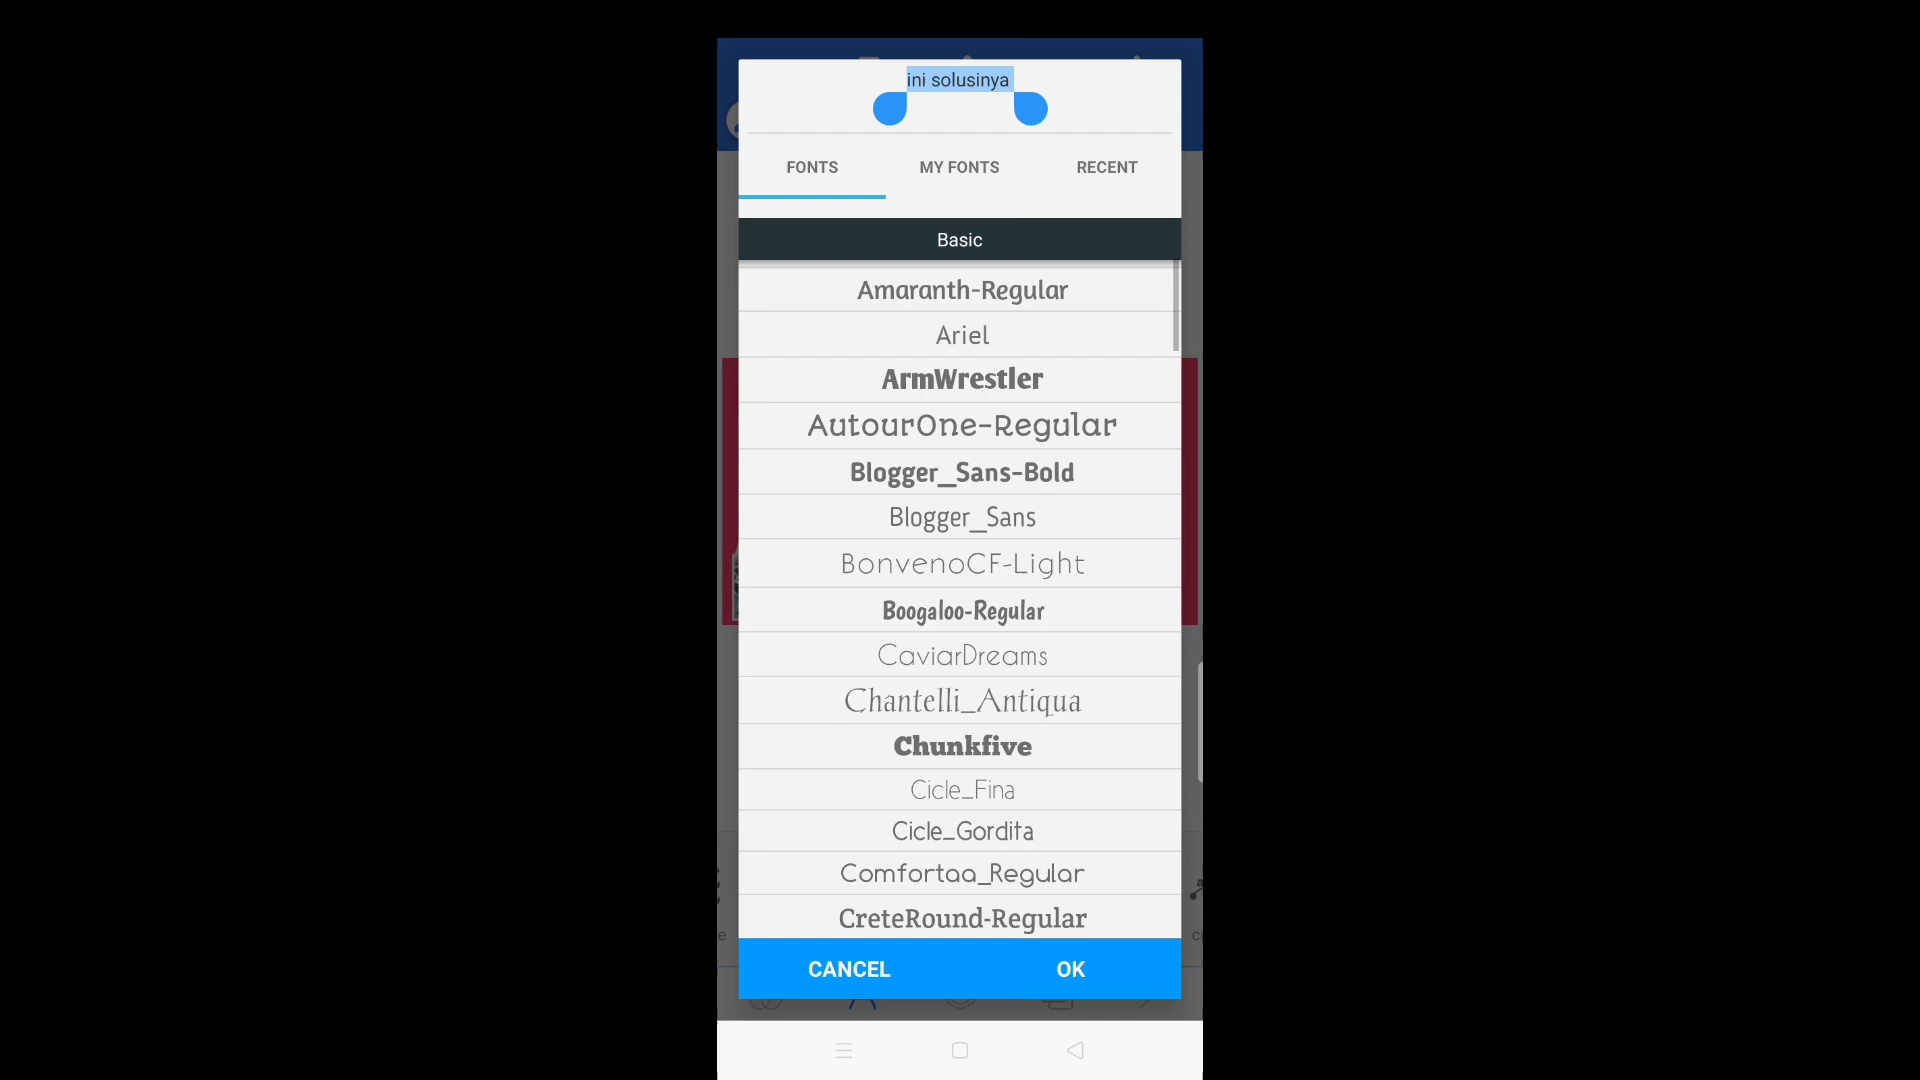 ini solusinya
FONTS
MY FONTS
RECENT
Basic
Amaranth-Regular
Ariel
ArmWrestler
AutourOne-Regular
Blogger_Sans-Bold
Blogger_Sans
BonvenoCF-Light
Boogaloo-Regular
CaviarDreams
Chantelli_Antiqua
Chunkfive
Cicle_Fina
Cicle_Gordita
Comfortaa_Regular
CreteRound-Regular
CANCEL
OK